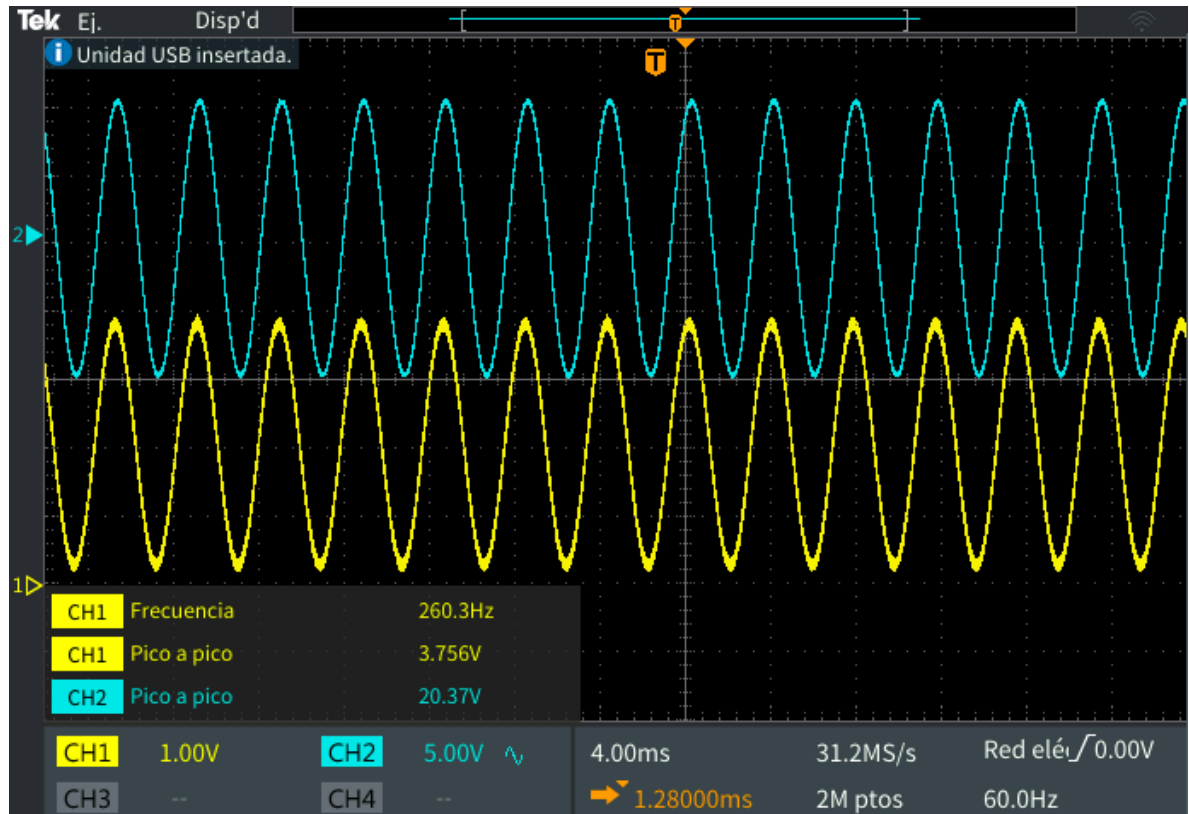 Tek Ej. Disp'd
T
i Unidad USB insertada.
T
2
1
CH1 Frecuencia 260.3Hz
CH1 Pico a pico 3.756V
CH2 Pico a pico 20.37V
CH1 1.00V CH2 5.00V 4.00ms 31.2MS/s Red elé 0.00V
CH3 -- CH4 -- 1.28000ms 2M ptos 60.0Hz